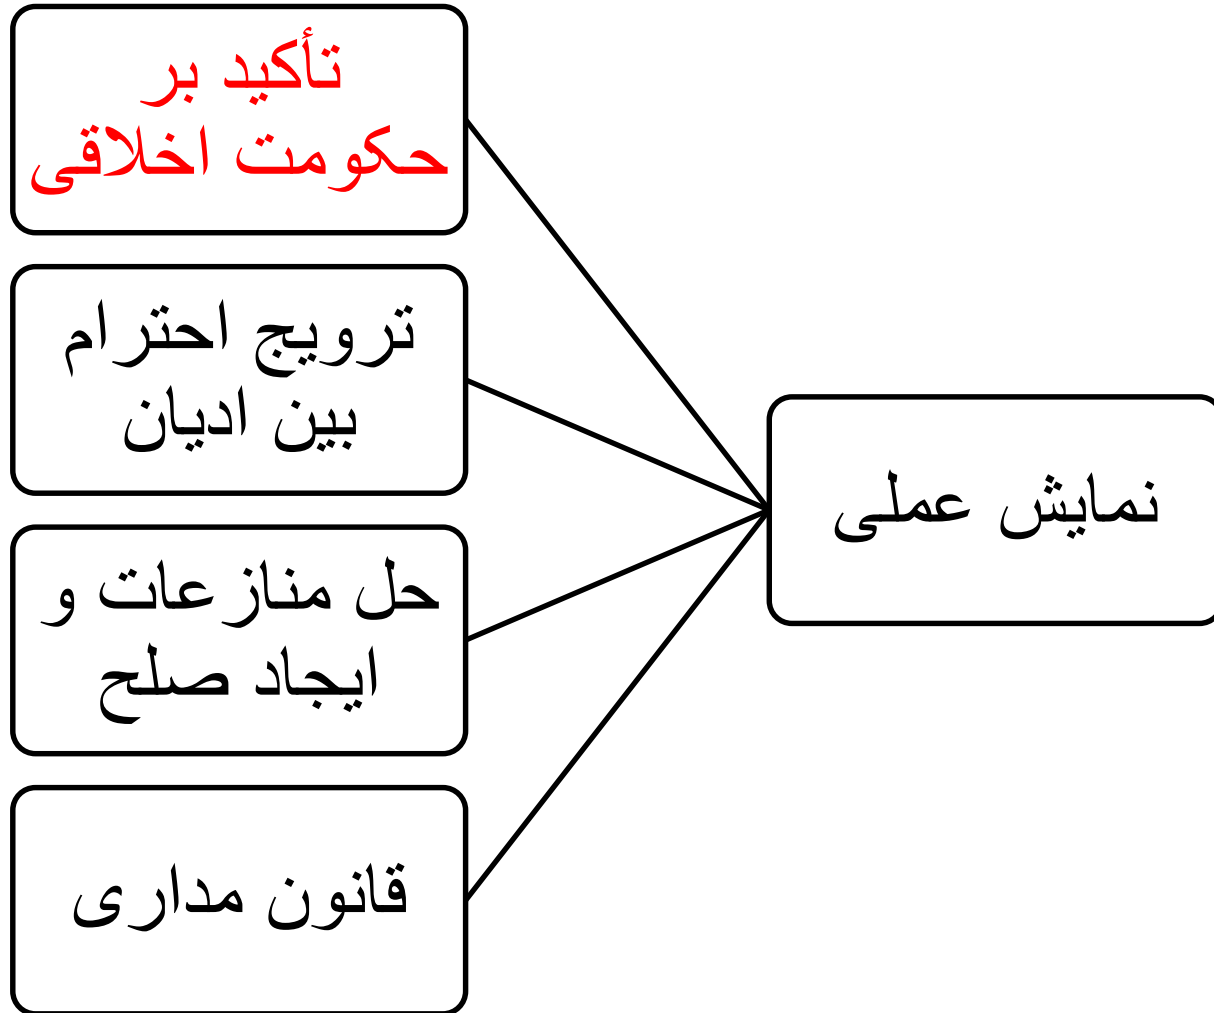 نمایش عملی
تأکید بر
حکومت اخلاقی
ترویج احترام
بین ادیان
حل منازعات و
ایجاد صلح
قانون مداری